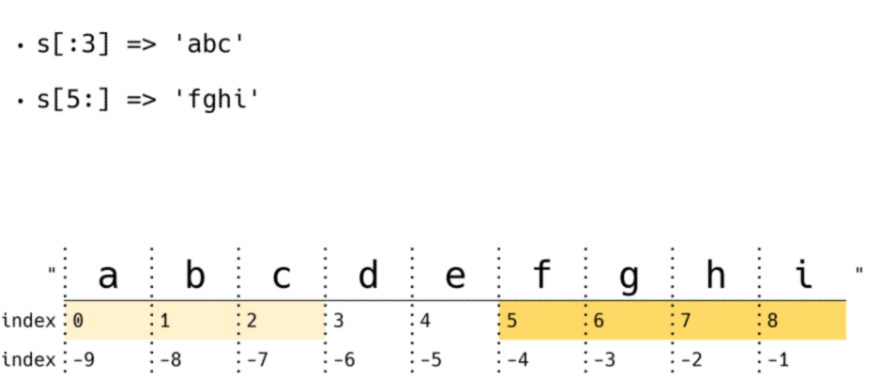 · s[:3] => 'abc'
· s[5:] => 'fghi'
" a b c d e f g h i "
index 0 1 2 3 4 5 6 7 8
index -9 -8 -7 -6 -5 -4 -3 -2 -1